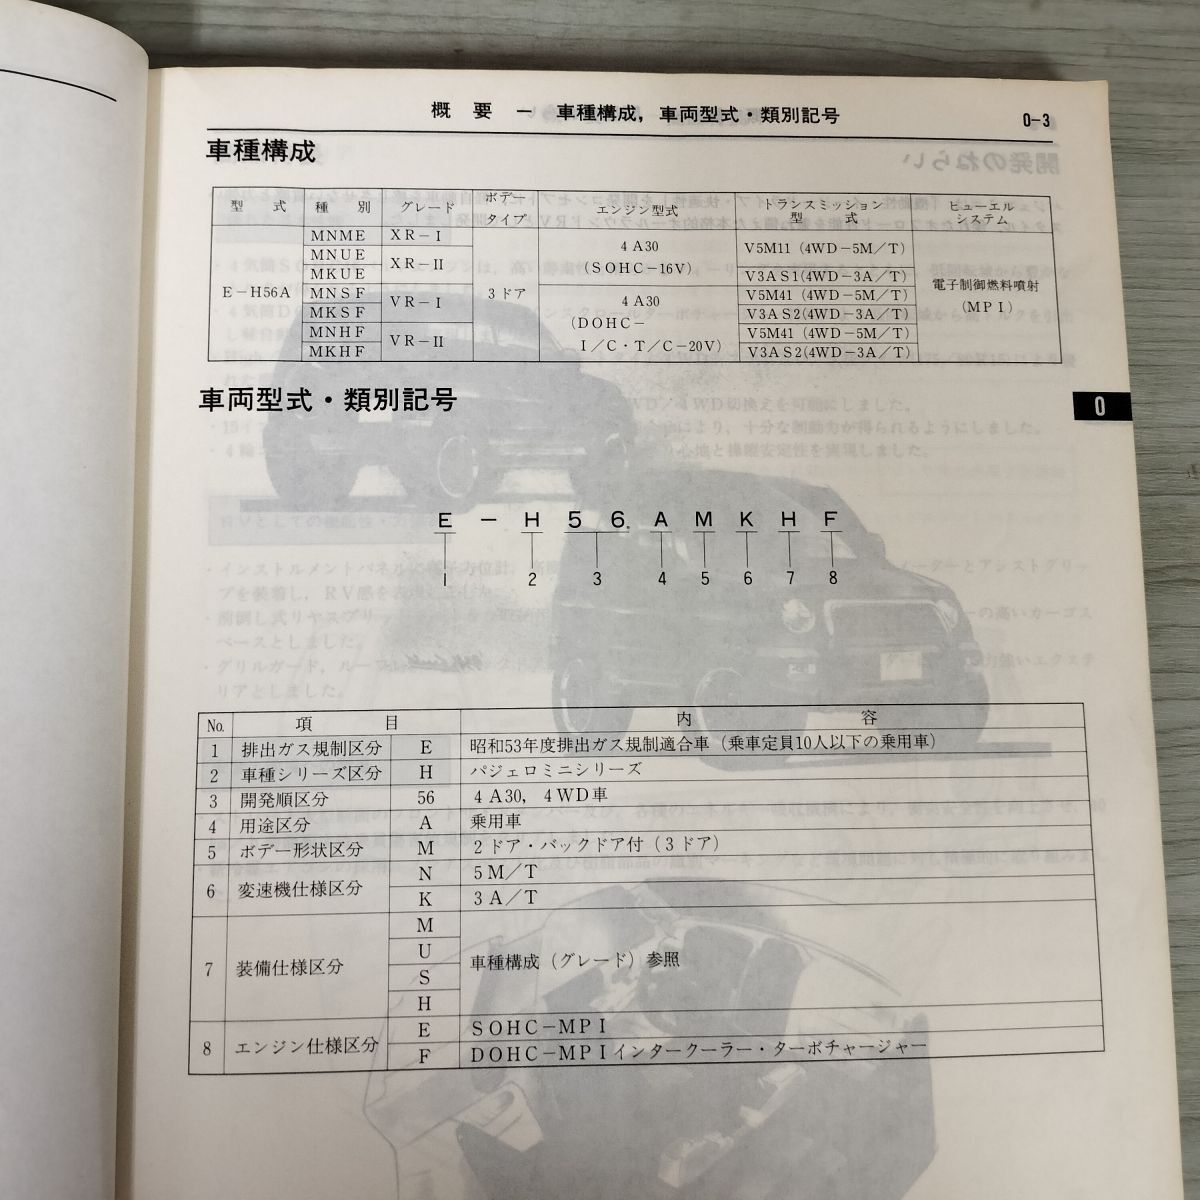 概 要 － 車種構成，車両型式・類別記号
0-3
車種構成
型 式 種 別 グレード ボデータイプ エンジン型式 トランスミッション型 式 ヒューエルシステム
E－H56A
MNME XR－Ⅰ
MNUE XR－Ⅱ
MKUE
MNSF VR－Ⅰ
MKSF
MNHF VR－Ⅱ
MKHF
3ドア
4A30
(SOHC-16V)
4A30
(DOHC－
I／C・T／C－20V)
V5M11 (4WD－5M／T)
V3AS1(4WD－3A／T)
V5M41 (4WD－5M／T)
V3AS2(4WD－3A／T)
V5M41 (4WD－5M／T)
V3AS2(4WD－3A／T)
電子制御燃料噴射
(MPI)
車両型式・類別記号
0
E － H 56 A M K H F
1 2 3 4 5 6 7 8
No. 項 目 内 容
1 排出ガス規制区分 E 昭和53年度排出ガス規制適合車（乗車定員10人以下の乗用車）
2 車種シリーズ区分 H パジェロミニシリーズ
3 開発順区分 56 4A30，4WD車
4 用途区分 A 乗用車
5 ボデー形状区分 M 2ドア・バックドア付（3ドア）
6 変速機仕様区分 N 5M／T
K 3A／T
7 装備仕様区分 M U S H 車種構成（グレード）参照
8 エンジン仕様区分 E SOHC－MPI
F DOHC－MPIインタークーラー・ターボチャージャー